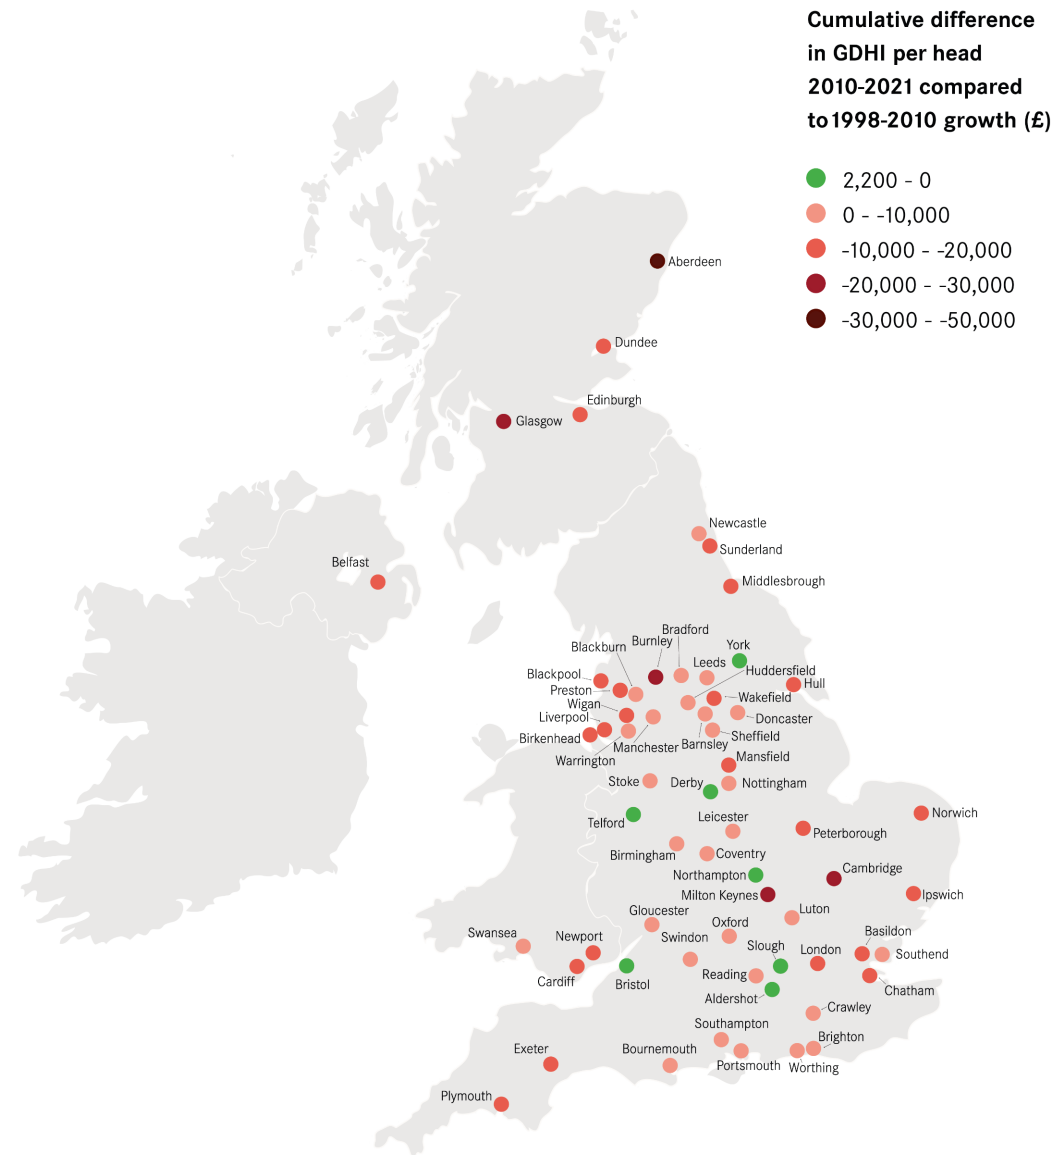 Cumulative difference
in GDHI per head
2010-2021 compared
to 1998-2010 growth (£)
2,200 - 0
0 - -10,000
-10,000 - -20,000
-20,000 - -30,000
-30,000 - -50,000
Aberdeen
Dundee
Edinburgh
Glasgow
Newcastle
Sunderland
Belfast
Middlesbrough
Bradford
Burnley
York
Blackburn
Leeds
Huddersfield
Blackpool
Hull
Preston
Wakefield
Wigan
Liverpool
Doncaster
Birkenhead
Sheffield
Manchester
Barnsley
Warrington
Mansfield
Stoke
Derby
Nottingham
Norwich
Leicester
Telford
Peterborough
Birmingham
Coventry
Cambridge
Northampton
Milton Keynes
Ipswich
Luton
Gloucester
Oxford
Basildon
Swansea
Newport
Swindon
Slough
London
Southend
Reading
Cardiff
Bristol
Chatham
Aldershot
Crawley
Southampton
Brighton
Exeter
Bournemouth
Portsmouth
Worthing
Plymouth